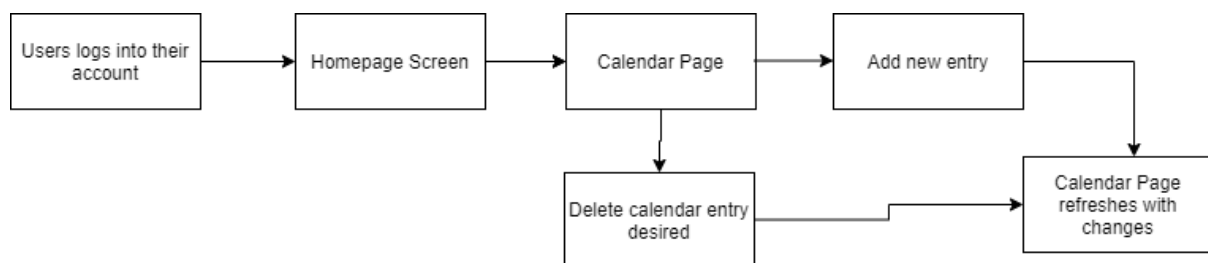 Users logs into their
account
Homepage Screen
Calendar Page
Add new entry
Delete calendar entry
desired
Calendar Page
refreshes with
changes